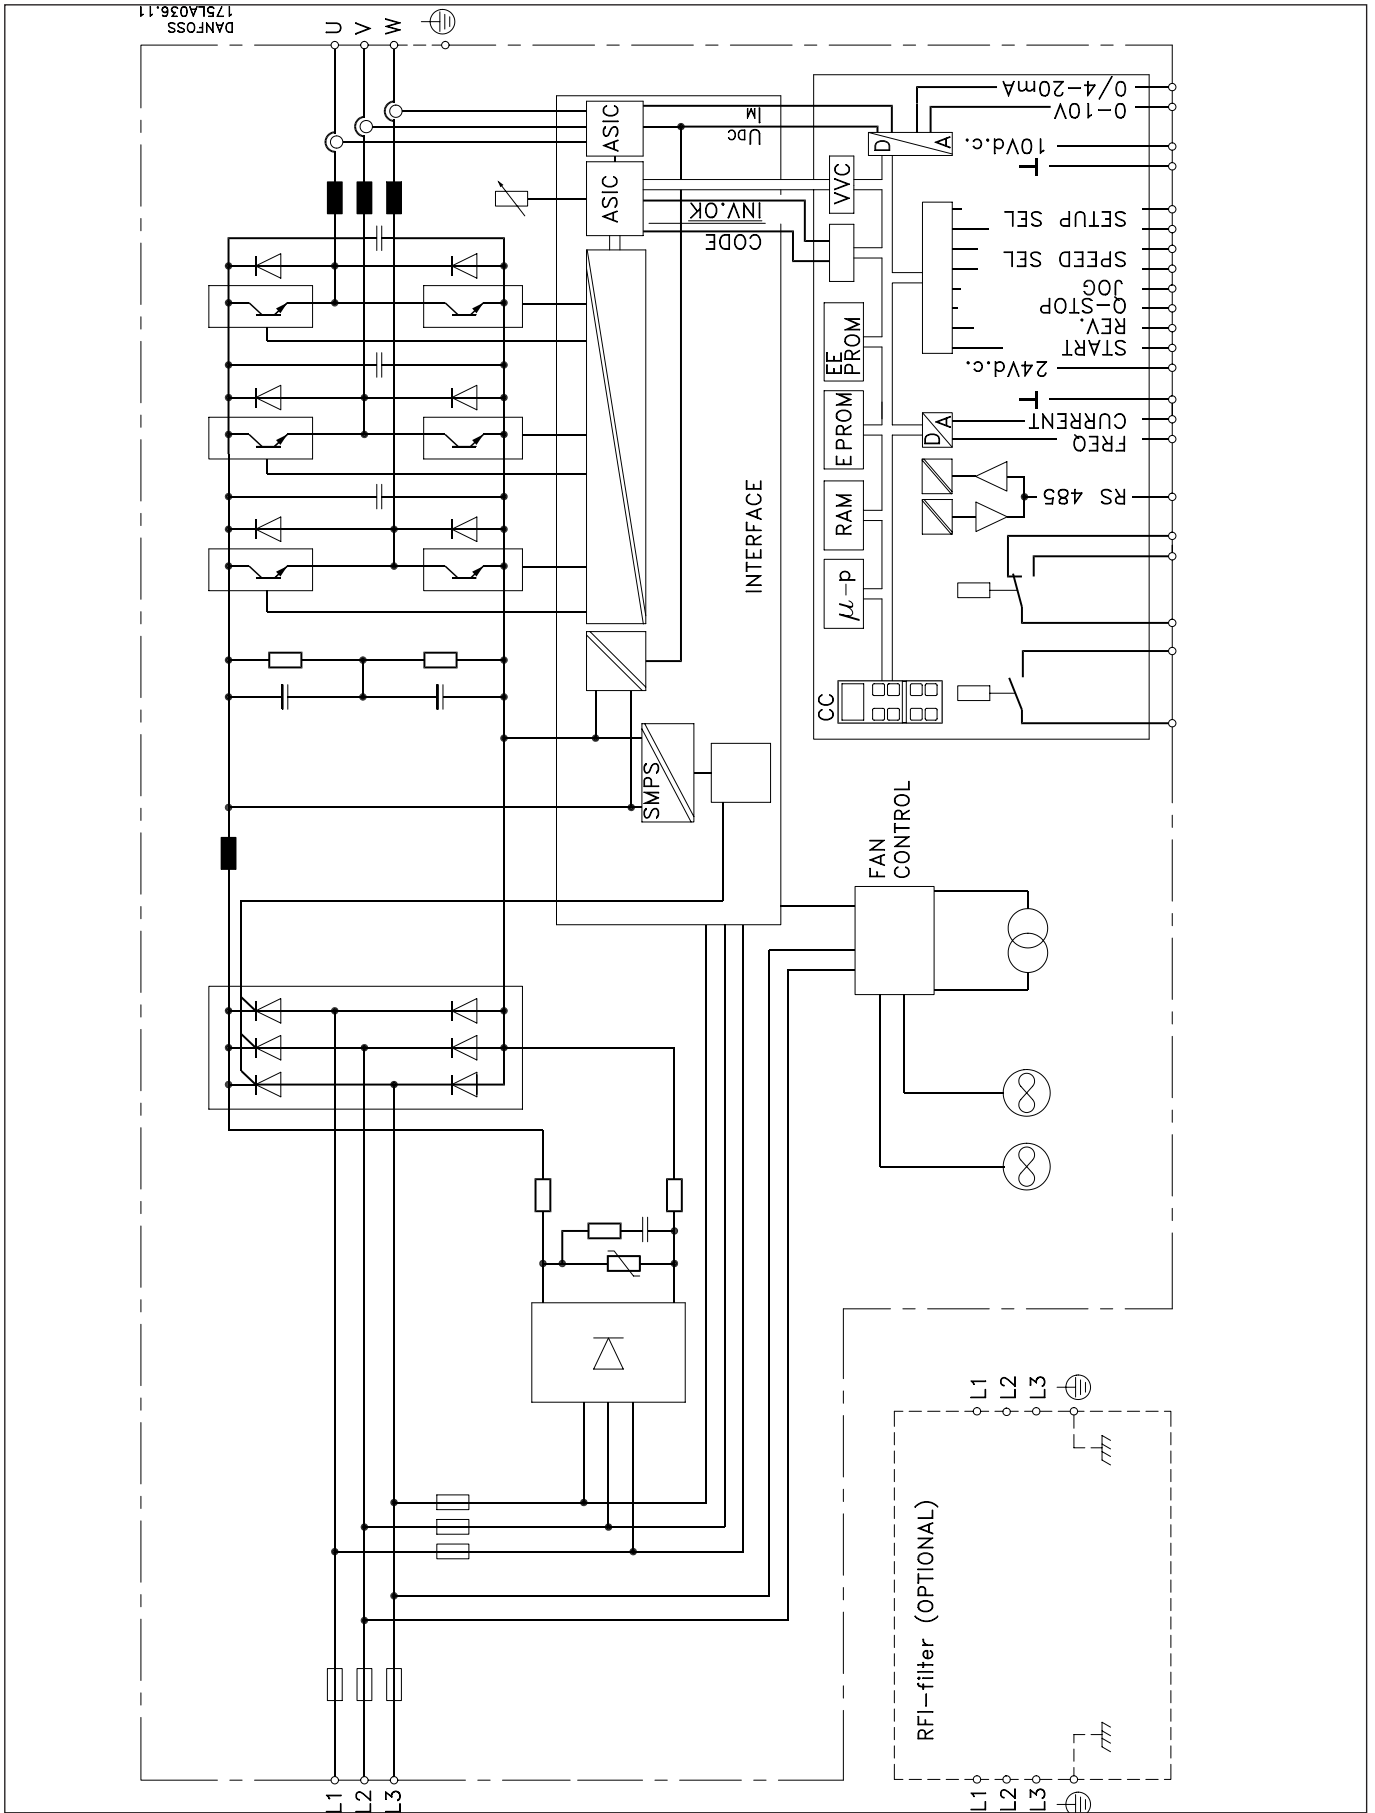 DANFOSS
175LA036.11
U
V
W
ASIC
IM
UDC
ASIC
INV.OK
CODE
INTERFACE
SMPS
VVC
D
A
EE
PROM
EPROM
RAM
μ-p
CC
D
A
0/4-20mA
0-10V
10Vd.c.
SETUP SEL
SPEED SEL
JOG
Q-STOP
REV.
START
24Vd.c.
CURRENT
FREQ
RS 485
FAN
CONTROL
L1
L2
L3
RFI-filter (OPTIONAL)
L1
L2
L3
L1
L2
L3